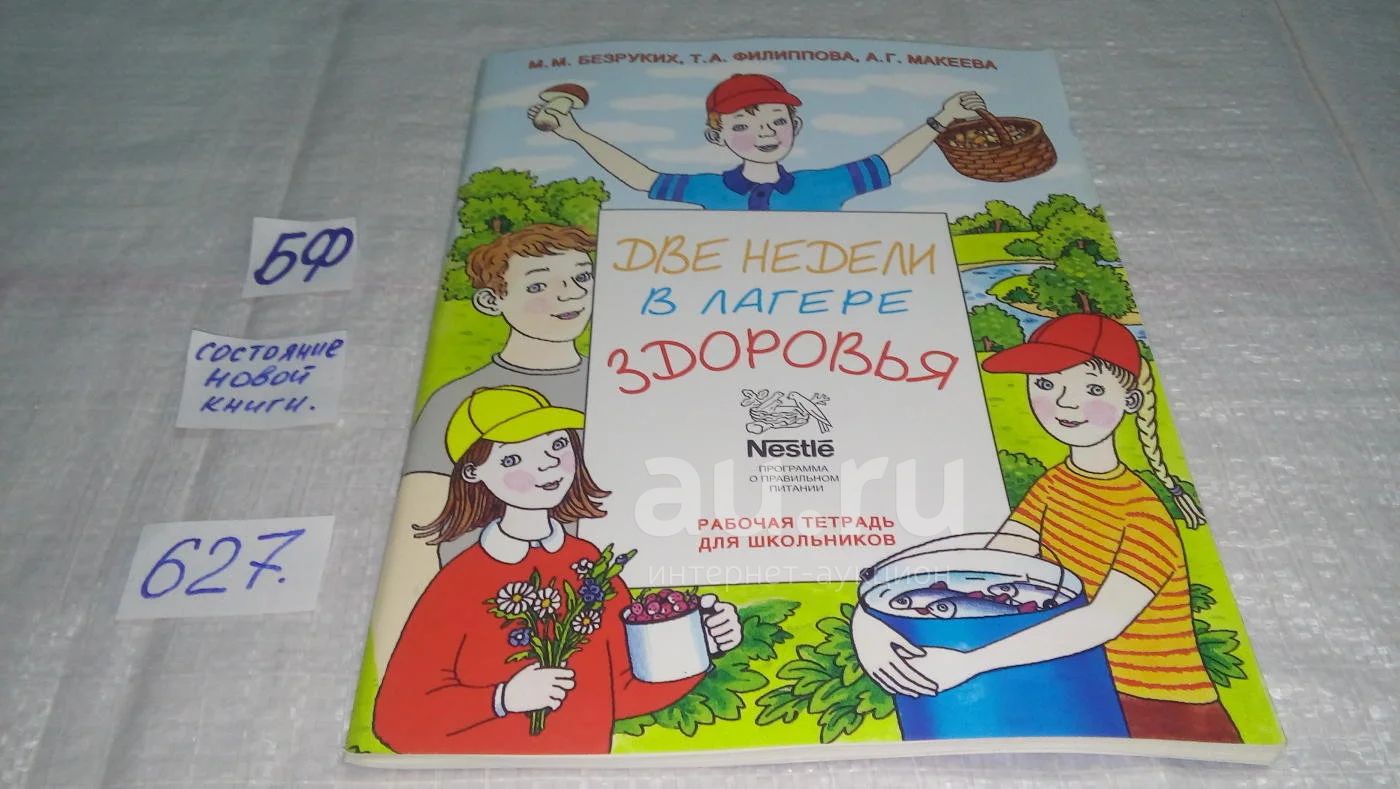 М.М. БЕЗРУКИХ, Т.А. ФИЛИППОВА, А.Г. МАКЕЕВА
ДВЕ НЕДЕЛИ
В ЛАГЕРЕ
ЗДОРОВЬЯ
Nestlé
ПРОГРАММА
О ПРАВИЛЬНОМ
ПИТАНИИ
РАБОЧАЯ ТЕТРАДЬ
ДЛЯ ШКОЛЬНИКОВ
БФ
СОСТОЯНИЕ
НОВОЙ
КНИГИ.
627.
au.ru
интернет-аукцион